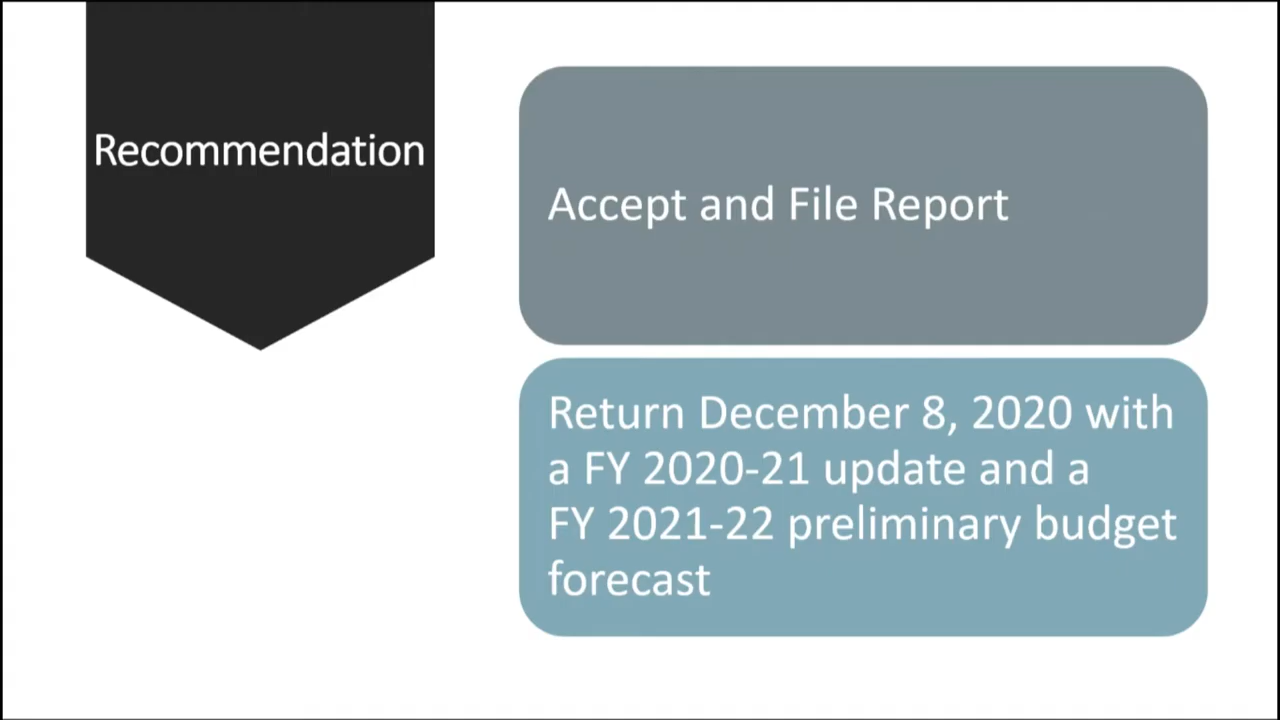 Recommendation
Accept and File Report
Return December 8, 2020 with
a FY 2020-21 update and a
FY 2021-22 preliminary budget
forecast